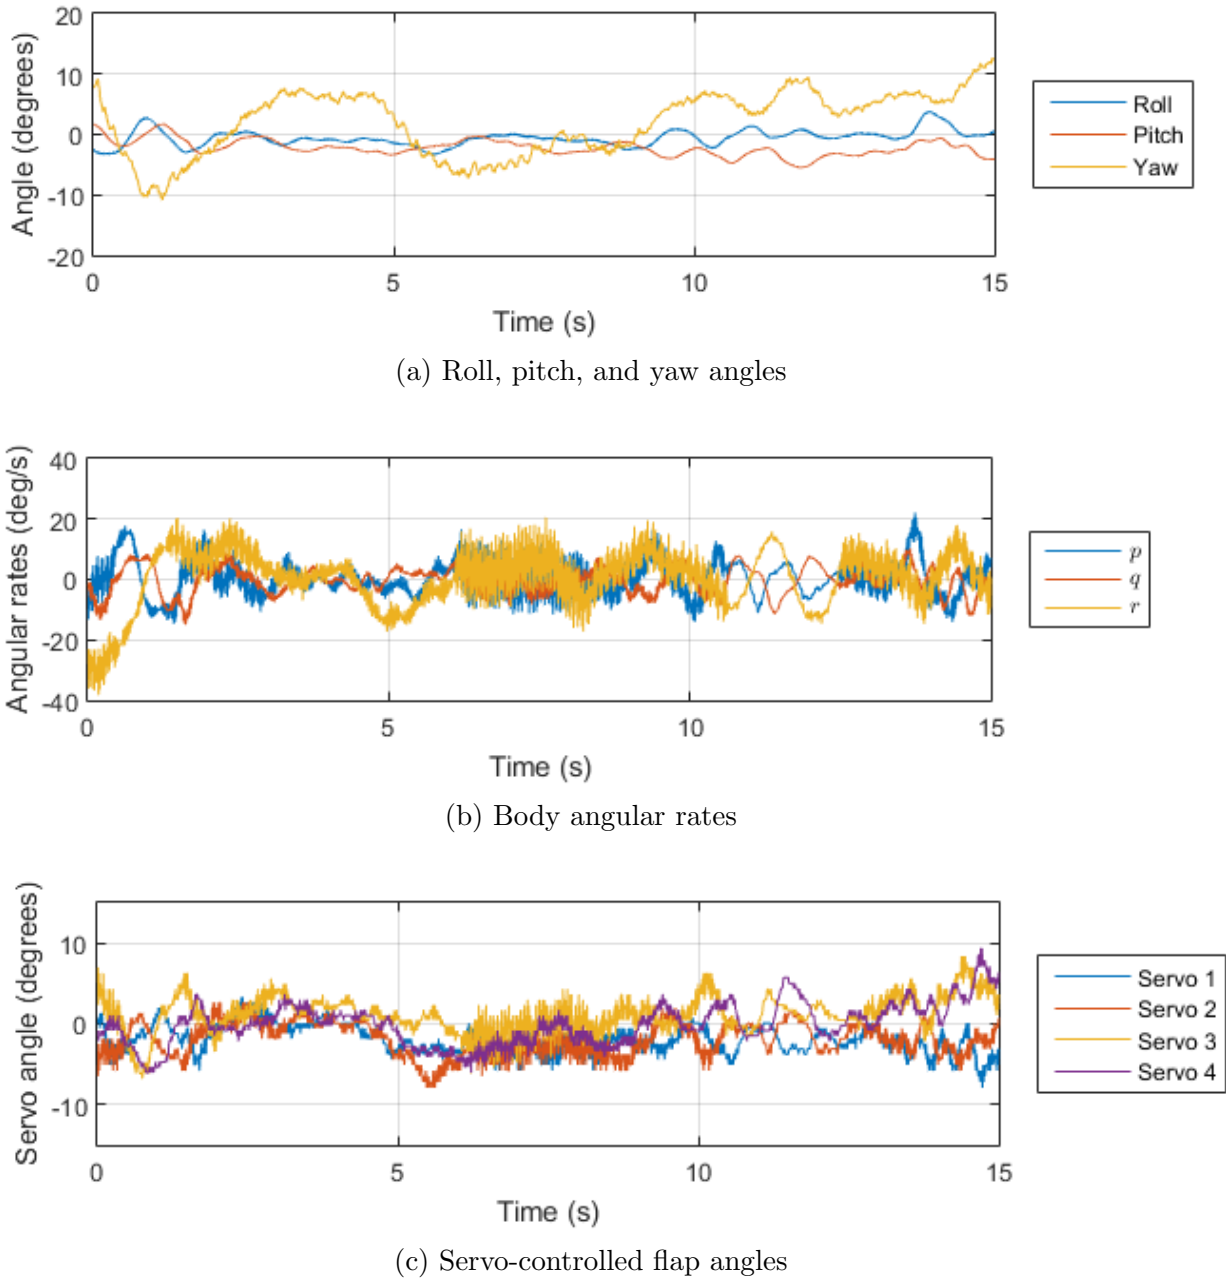 20
10
0
-10
-20
0
5
10
15
Angle (degrees)
Time (s)
Roll
Pitch
Yaw
(a) Roll, pitch, and yaw angles
40
20
0
-20
-40
0
5
10
15
Angular rates (deg/s)
Time (s)
p
q
r
(b) Body angular rates
10
0
-10
0
5
10
15
Servo angle (degrees)
Time (s)
Servo 1
Servo 2
Servo 3
Servo 4
(c) Servo-controlled flap angles